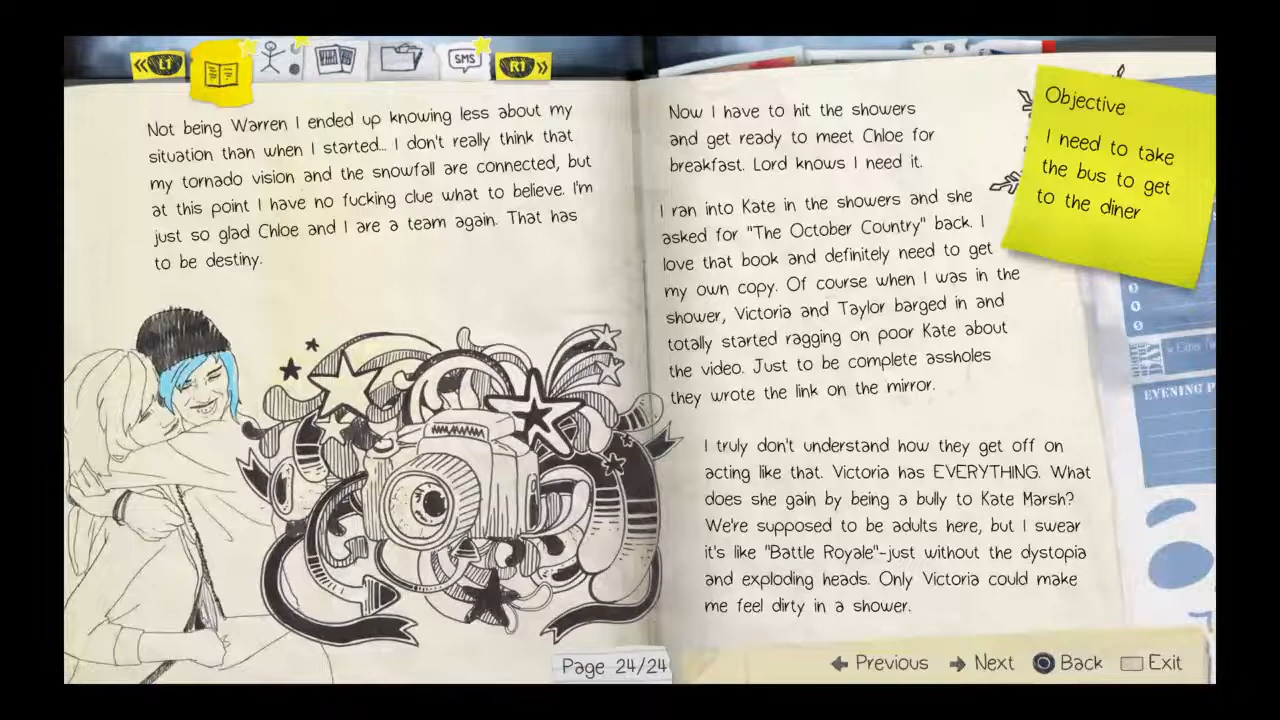 LT
SMS
R1
Not being Warren I ended up knowing less about my
situation than when I started... I don't really think that
my tornado vision and the snowfall are connected, but
at this point I have no fucking clue what to believe. I'm
just so glad Chloe and I are a team again. That has
to be destiny.
Now I have to hit the showers
and get ready to meet Chloe for
breakfast. Lord knows I need it.
I ran into Kate in the showers and she
asked for "The October Country" back. I
love that book and definitely need to get
my own copy. Of course when I was in the
shower, Victoria and Taylor barged in and
totally started ragging on poor Kate about
the video. Just to be complete assholes
they wrote the link on the mirror.
I truly don't understand how they get off on
acting like that. Victoria has EVERYTHING. What
does she gain by being a bully to Kate Marsh?
We're supposed to be adults here, but I swear
it's like "Battle Royale"-just without the dystopia
and exploding heads. Only Victoria could make
me feel dirty in a shower.
Objective
I need to take
the bus to get
to the diner
DAY
EVENING P
Page 24/24
Previous
Next
Back
Exit